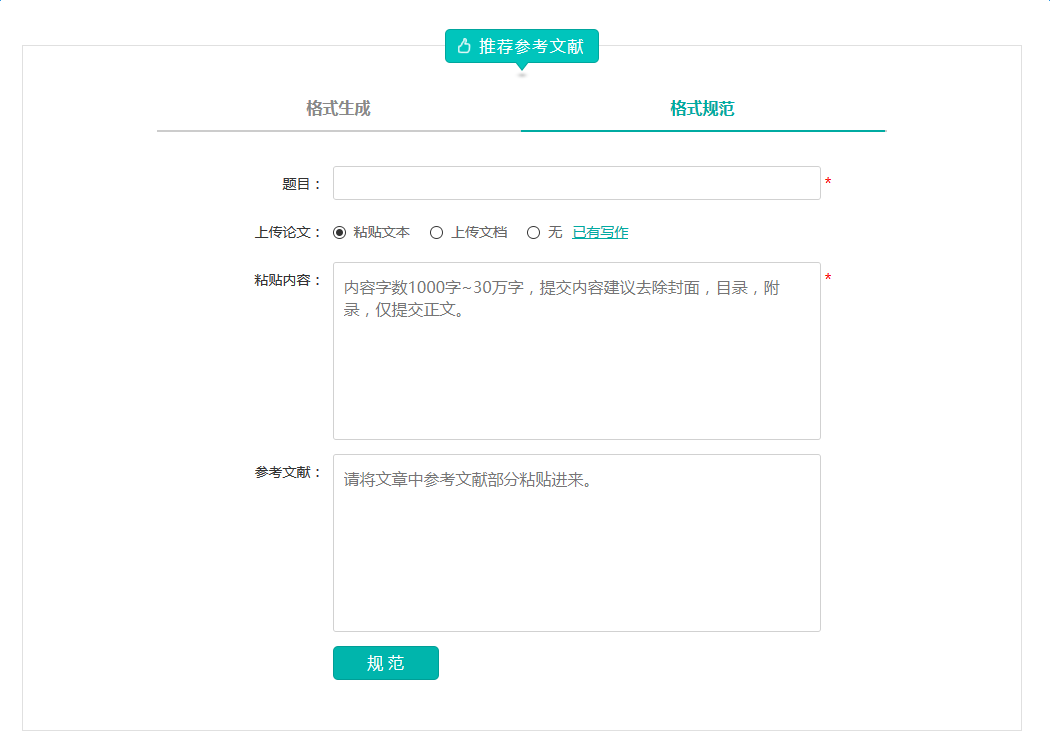 推荐参考文献
格式生成 格式规范
题目： *
上传论文： 粘贴文本 上传文档 无 已有写作
粘贴内容： *
内容字数1000字~30万字，提交内容建议去除封面，目录，附
录，仅提交正文。
参考文献：
请将文章中参考文献部分粘贴进来。
规 范